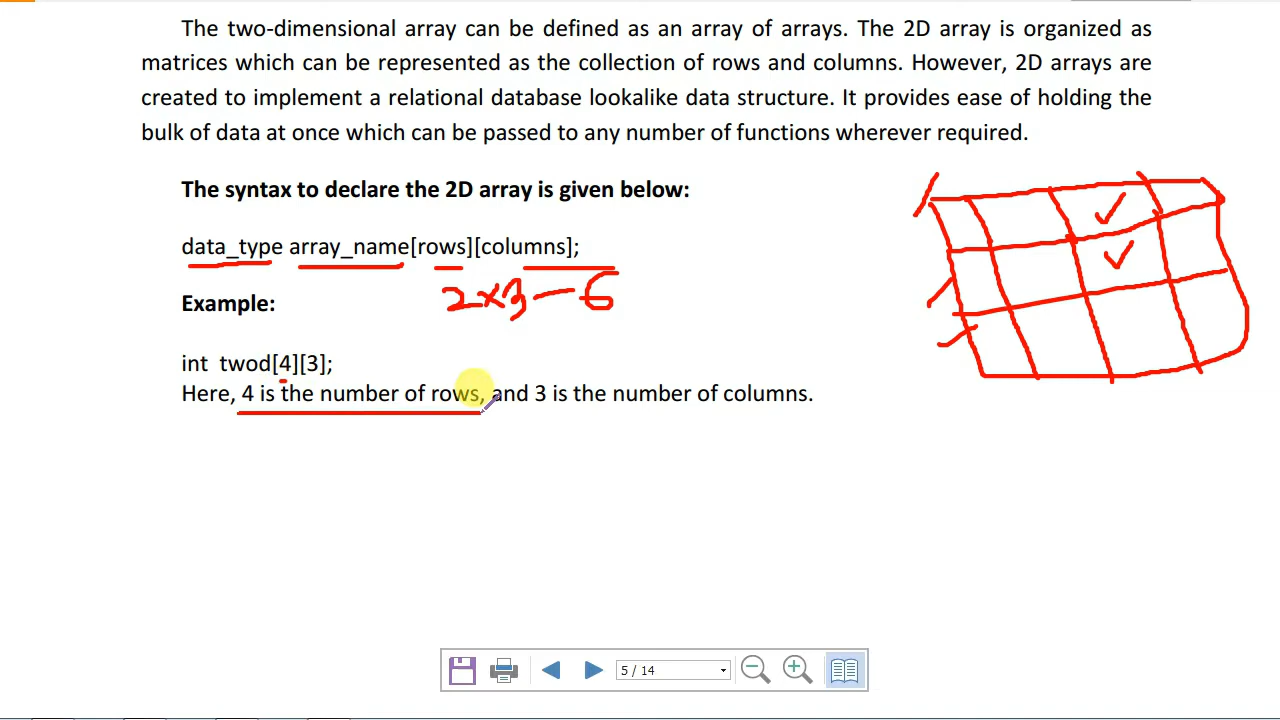 The two-dimensional array can be defined as an array of arrays. The 2D array is organized as
matrices which can be represented as the collection of rows and columns. However, 2D arrays are
created to implement a relational database lookalike data structure. It provides ease of holding the
bulk of data at once which can be passed to any number of functions wherever required.
The syntax to declare the 2D array is given below:
data_type array_name[rows][columns];
2×3—6
Example:
int twod[4][3];
Here, 4 is the number of rows, and 3 is the number of columns.
5 / 14